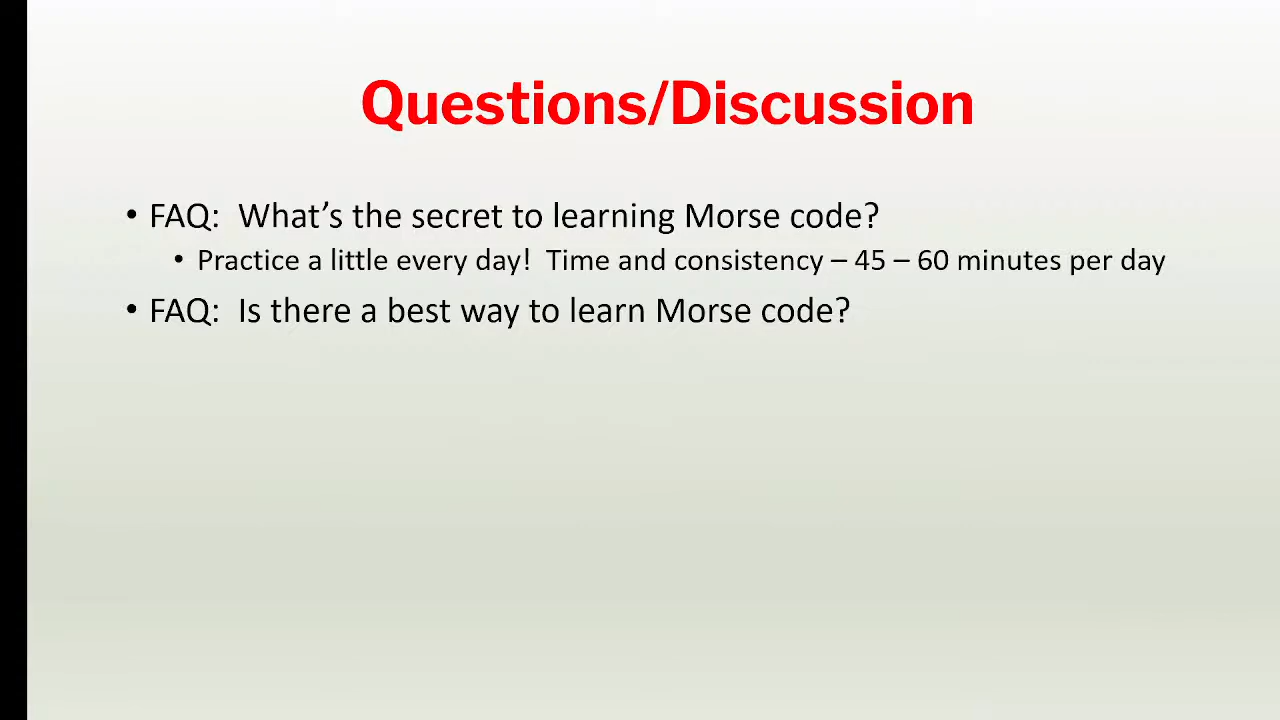 Questions/Discussion
• FAQ:  What’s the secret to learning Morse code?
• Practice a little every day!  Time and consistency – 45 – 60 minutes per day
• FAQ:  Is there a best way to learn Morse code?